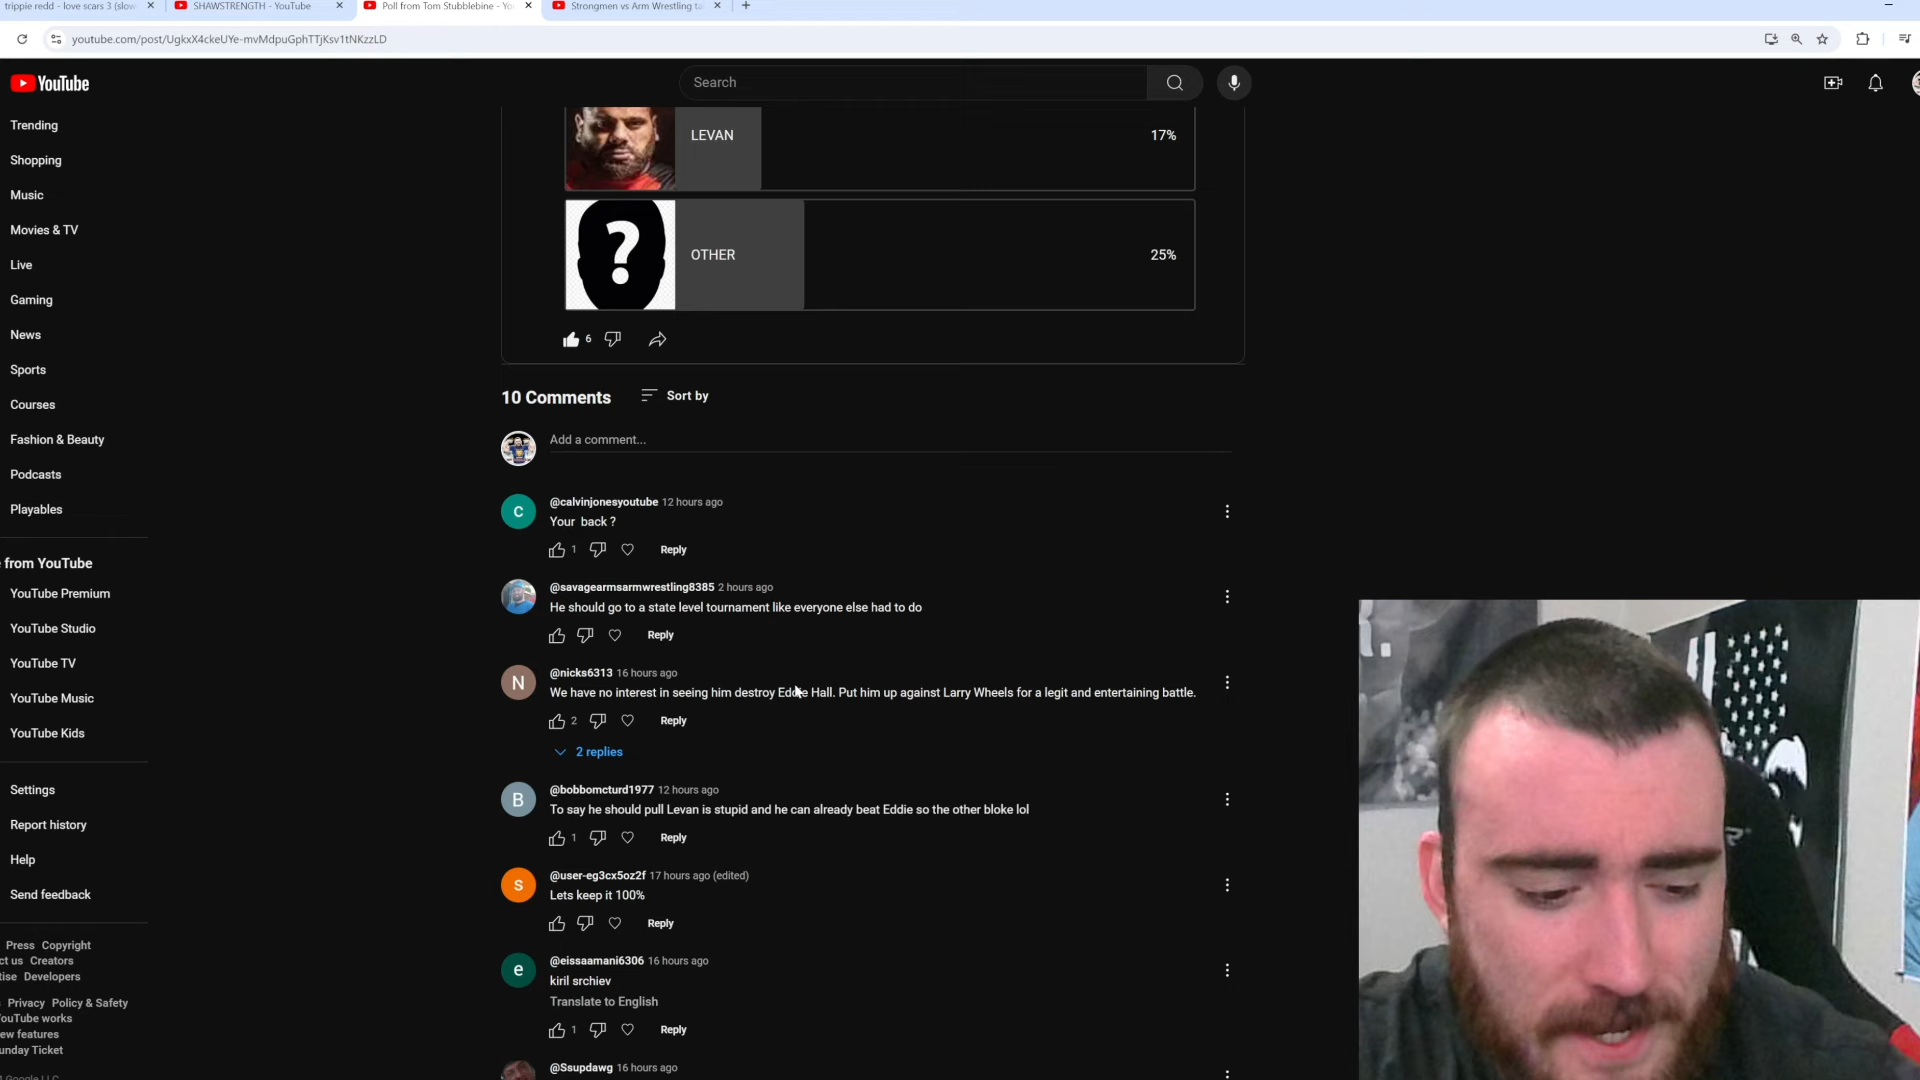 trippie redd - love scars 3 (slow
SHAWSTRENGTH - YouTube
Poll from Tom Stubblebine - Yo
Strongmen vs Arm Wrestling ta
youtube.com/post/UgkxX4ckeUYe-mvMdpuGphTTjKsv1tNKzzLD
YouTube
Search
Trending
Shopping
Music
Movies & TV
Live
Gaming
News
Sports
Courses
Fashion & Beauty
Podcasts
Playables
from YouTube
YouTube Premium
YouTube Studio
YouTube TV
YouTube Music
YouTube Kids
Settings
Report history
Help
Send feedback
Press Copyright
ct us Creators
tise Developers
Privacy Policy & Safety
YouTube works
ew features
unday Ticket
Google LLC
LEVAN 17%
? OTHER 25%
6
10 Comments Sort by
Add a comment...
C
@calvinjonesyoutube 12 hours ago
Your back ?
1 Reply
@savagearmsarmwrestling8385 2 hours ago
He should go to a state level tournament like everyone else had to do
Reply
N
@nicks6313 16 hours ago
We have no interest in seeing him destroy Eddie Hall. Put him up against Larry Wheels for a legit and entertaining battle.
2 Reply
2 replies
B
@bobbomcturd1977 12 hours ago
To say he should pull Levan is stupid and he can already beat Eddie so the other bloke lol
1 Reply
s
@user-eg3cx5oz2f 17 hours ago (edited)
Lets keep it 100%
Reply
e
@eissaamani6306 16 hours ago
kiril srchiev
Translate to English
1 Reply
@Ssupdawg 16 hours ago